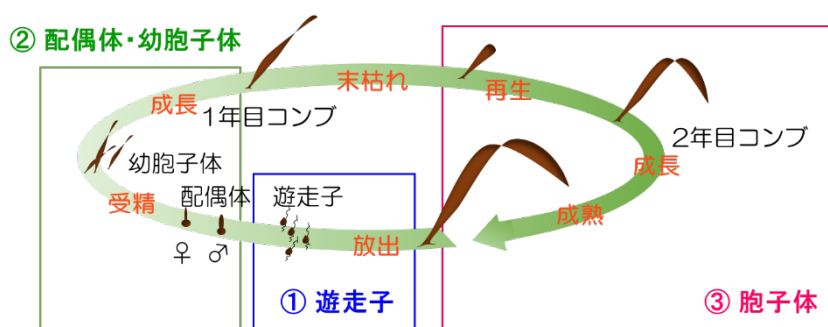 ② 配偶体・幼胞子体
成長
末枯れ
再生
1年目コンブ
2年目コンブ
幼胞子体
成長
受精
配偶体
遊走子
成熟
♀
♂
放出
① 遊走子
③ 胞子体